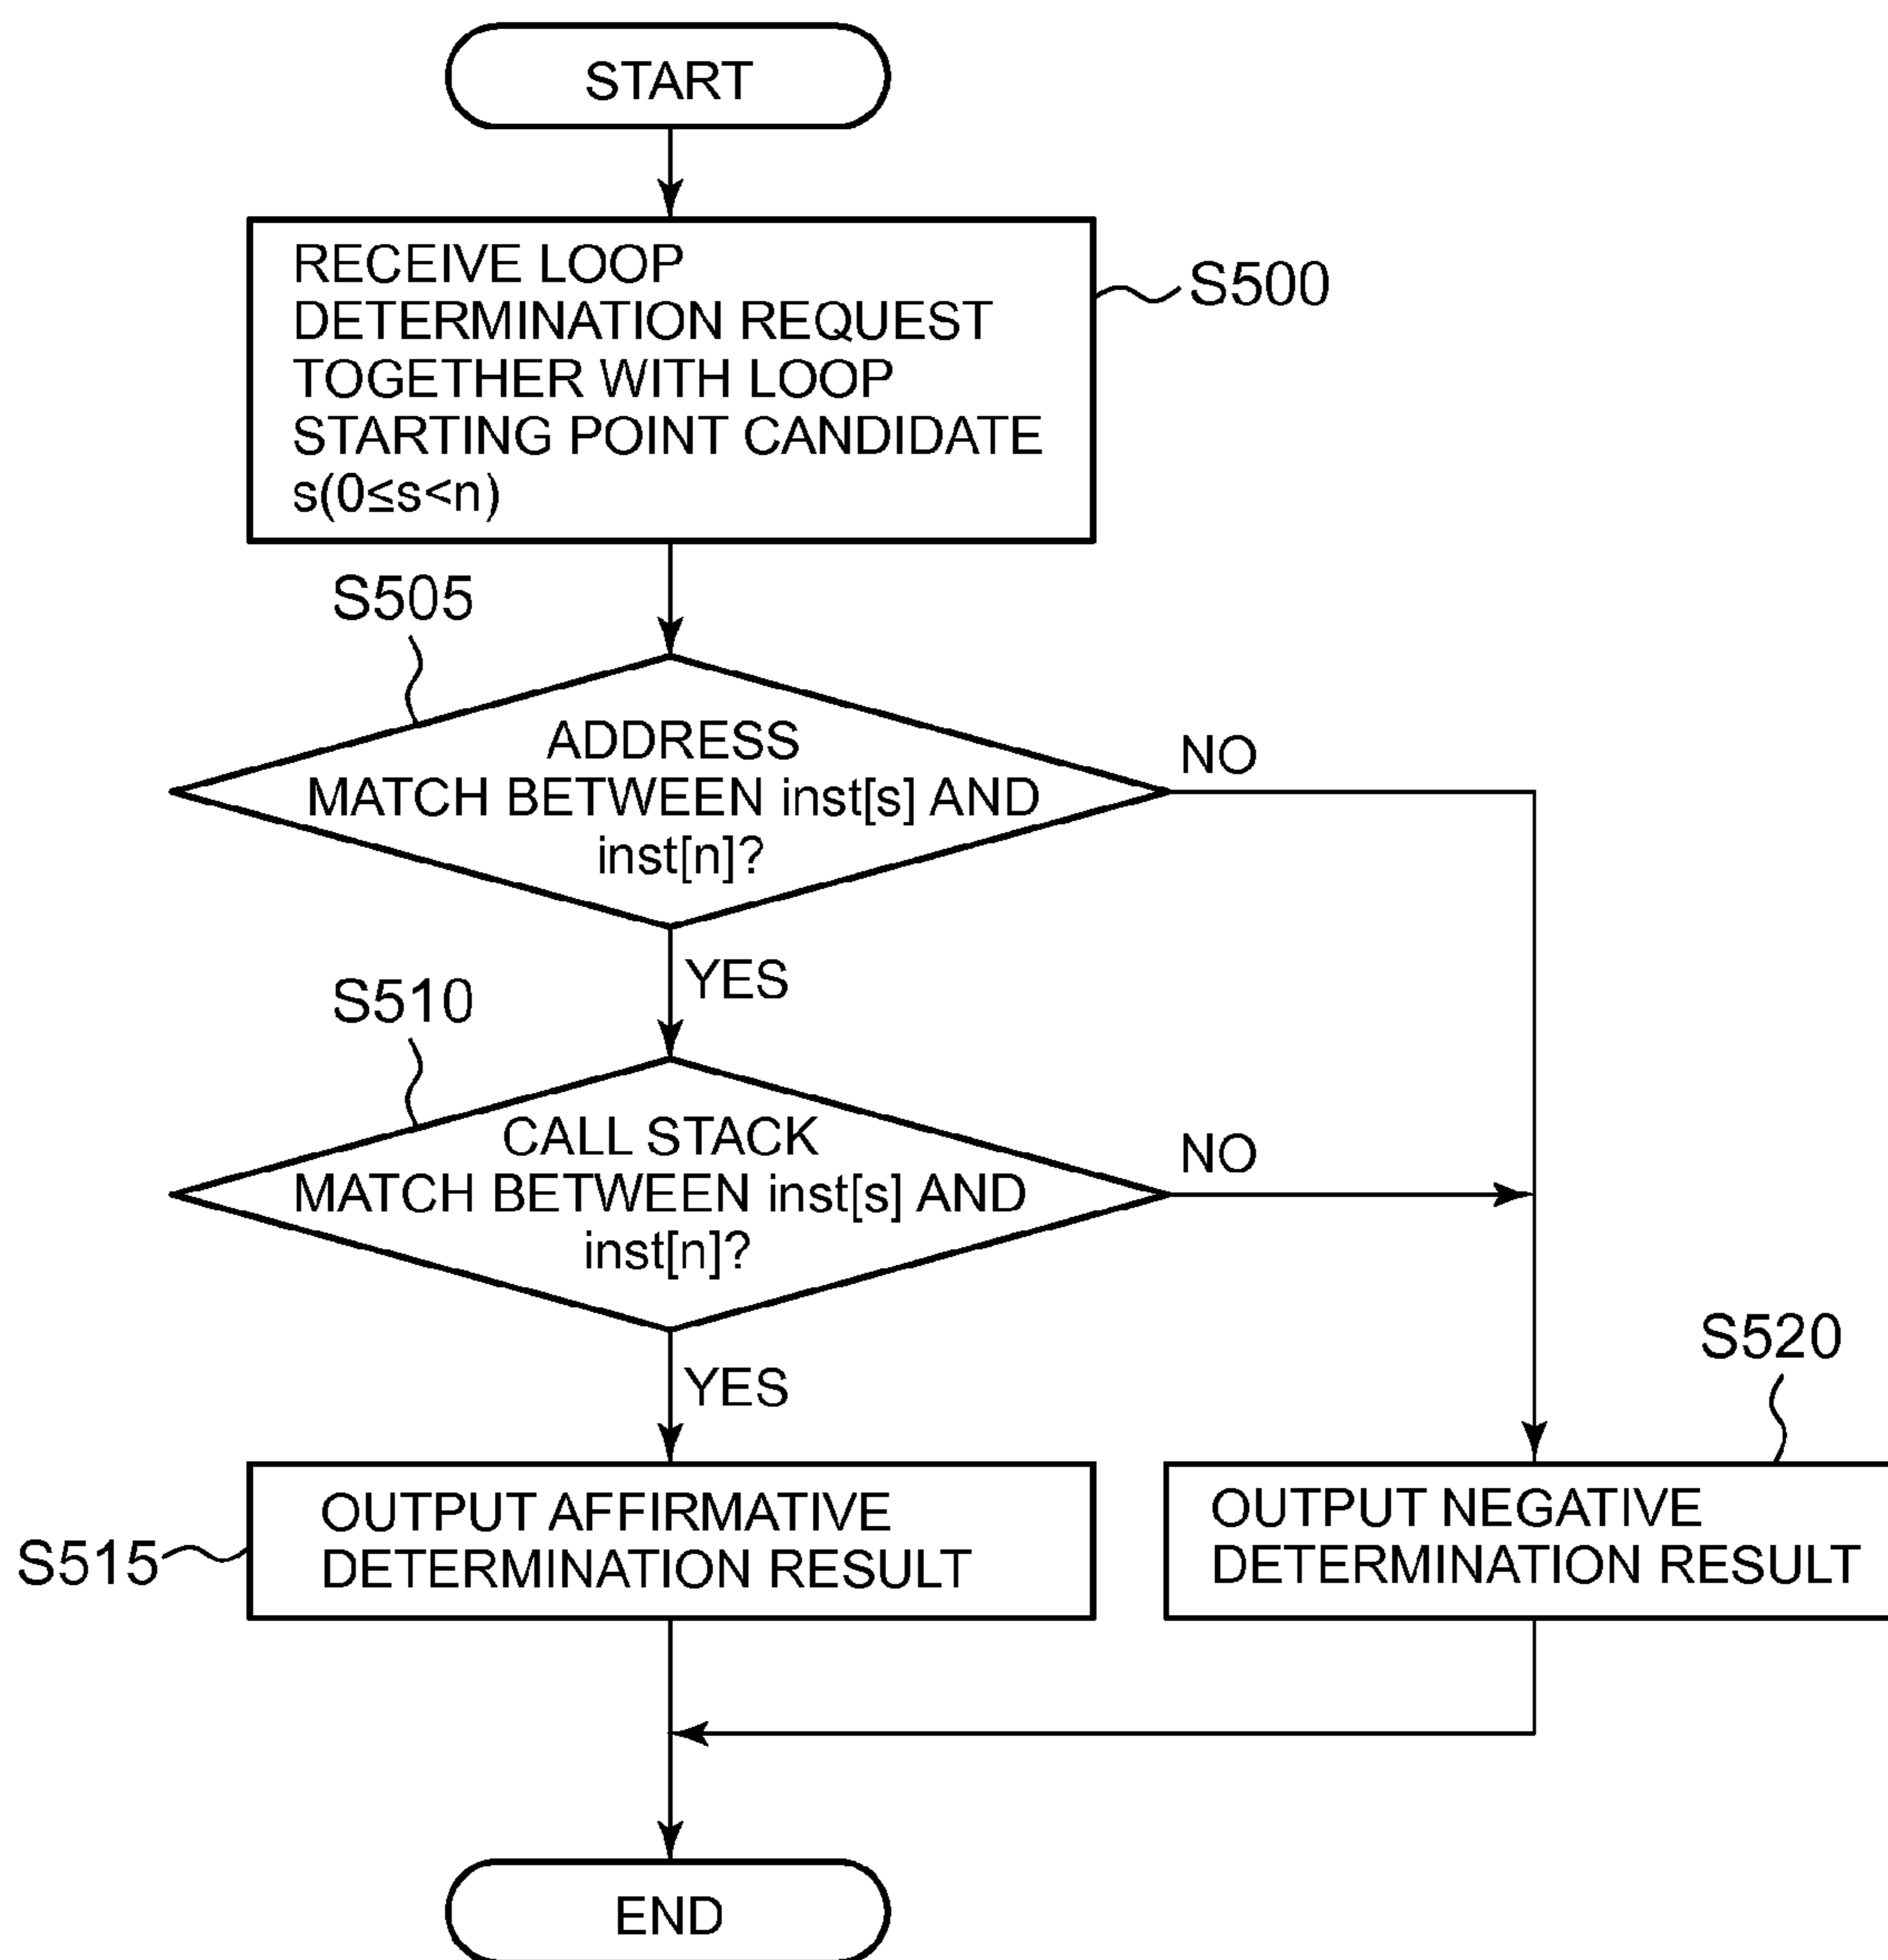 START
RECEIVE LOOP
DETERMINATION REQUEST
TOGETHER WITH LOOP
STARTING POINT CANDIDATE
s(0≤s<n)
S500
S505
ADDRESS
MATCH BETWEEN inst[s] AND
inst[n]?
NO
YES
S510
CALL STACK
MATCH BETWEEN inst[s] AND
inst[n]?
NO
YES
S520
S515
OUTPUT AFFIRMATIVE
DETERMINATION RESULT
OUTPUT NEGATIVE
DETERMINATION RESULT
END